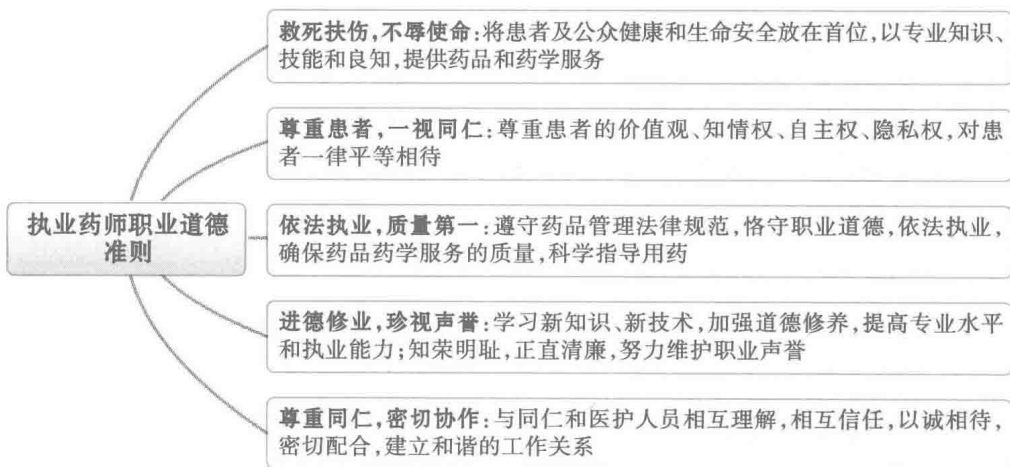 救死扶伤,不辱使命:将患者及公众健康和生命安全放在首位,以专业知识、
技能和良知,提供药品和药学服务
尊重患者,一视同仁:尊重患者的价值观、知情权、自主权、隐私权,对患
者一律平等相待
执业药师职业道德
准则
依法执业,质量第一:遵守药品管理法律规范,恪守职业道德,依法执业,
确保药品药学服务的质量,科学指导用药
进德修业,珍视声誉:学习新知识、新技术,加强道德修养,提高专业水平
和执业能力;知荣明耻,正直清廉,努力维护职业声誉
尊重同仁,密切协作:与同仁和医护人员相互理解,相互信任,以诚相待,
密切配合,建立和谐的工作关系